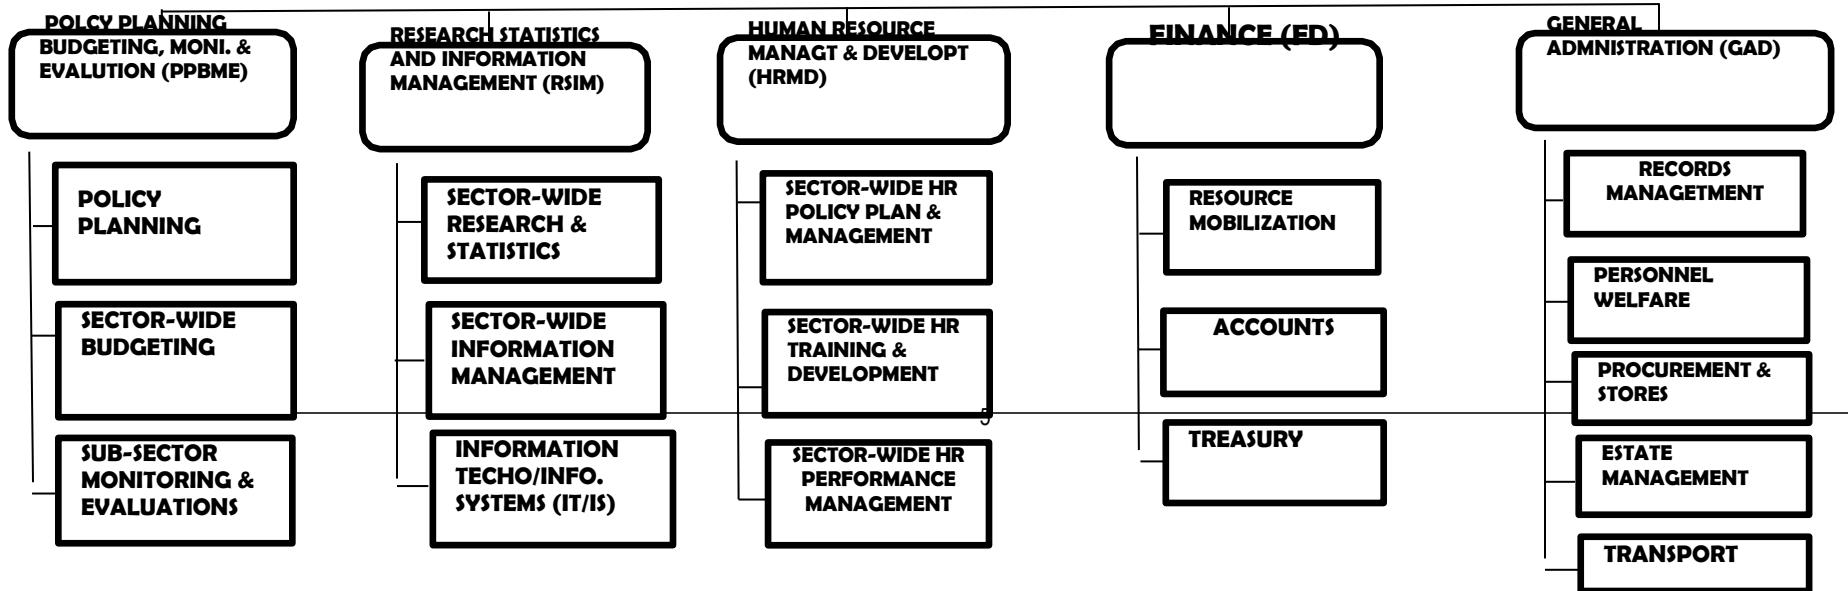 POLCY PLANNING
BUDGETING, MONI. &
EVALUTION (PPBME)
POLICY
PLANNING
SECTOR-WIDE
BUDGETING
SUB-SECTOR
MONITORING &
EVALUATIONS
RESEARCH STATISTICS
AND INFORMATION
MANAGEMENT (RSIM)
SECTOR-WIDE
RESEARCH &
STATISTICS
SECTOR-WIDE
INFORMATION
MANAGEMENT
INFORMATION
TECHO/INFO.
SYSTEMS (IT/IS)
HUMAN RESOURCE
MANAGT & DEVELOPT
(HRMD)
SECTOR-WIDE HR
POLICY PLAN &
MANAGEMENT
SECTOR-WIDE HR
TRAINING &
DEVELOPMENT
5
SECTOR-WIDE HR
PERFORMANCE
MANAGEMENT
FINANCE (FD)
RESOURCE
MOBILIZATION
ACCOUNTS
TREASURY
GENERAL
ADMNISTRATION (GAD)
RECORDS
MANAGETMENT
PERSONNEL
WELFARE
PROCUREMENT &
STORES
ESTATE
MANAGEMENT
TRANSPORT